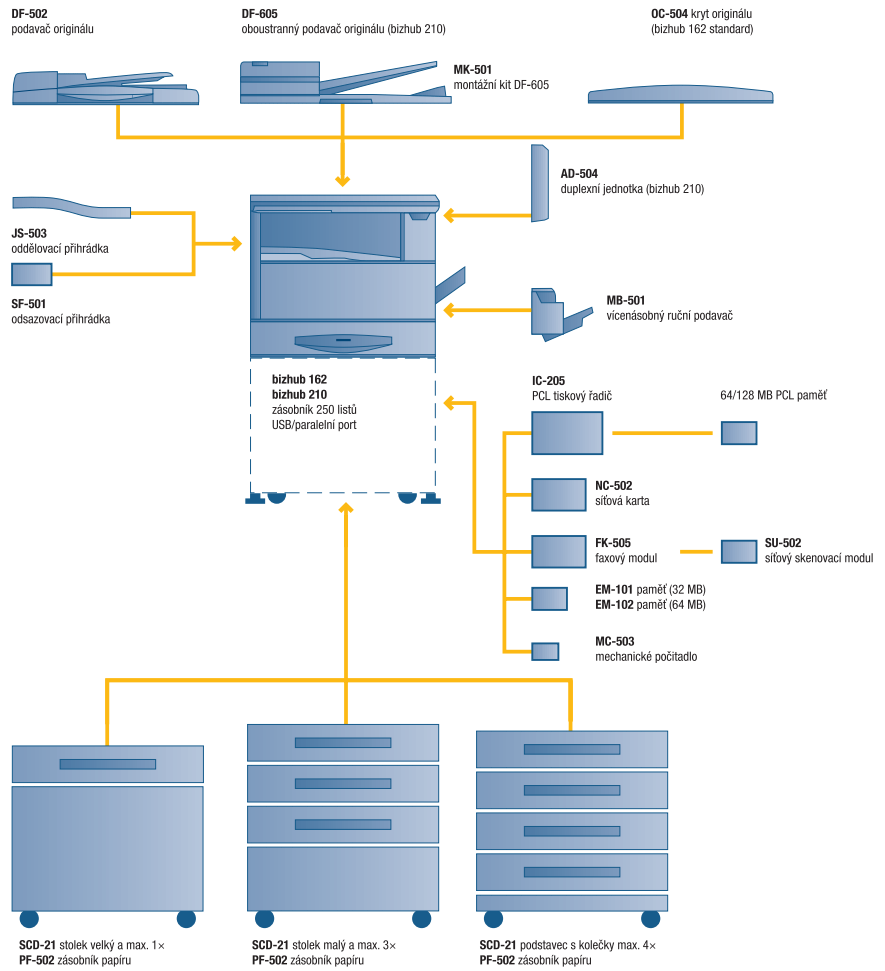 DF-502
podavač originálu
DF-605
oboustranný podavač originálu (bizhub 210)
OC-504 kryt originálu
(bizhub 162 standard)
MK-501
montážní kit DF-605
AD-504
duplexní jednotka (bizhub 210)
JS-503
oddělovací přihrádka
SF-501
odsazovací přihrádka
MB-501
vícenásobný ruční podavač
bizhub 162
bizhub 210
zásobník 250 listů
USB/paralelní port
IC-205
PCL tiskový řadič
64/128 MB PCL paměť
NC-502
síťová karta
FK-505
faxový modul
SU-502
síťový skenovací modul
EM-101 paměť (32 MB)
EM-102 paměť (64 MB)
MC-503
mechanické počitadlo
SCD-21 stolek velký a max. 1×
PF-502 zásobník papíru
SCD-21 stolek malý a max. 3×
PF-502 zásobník papíru
SCD-21 podstavec s kolečky max. 4×
PF-502 zásobník papíru